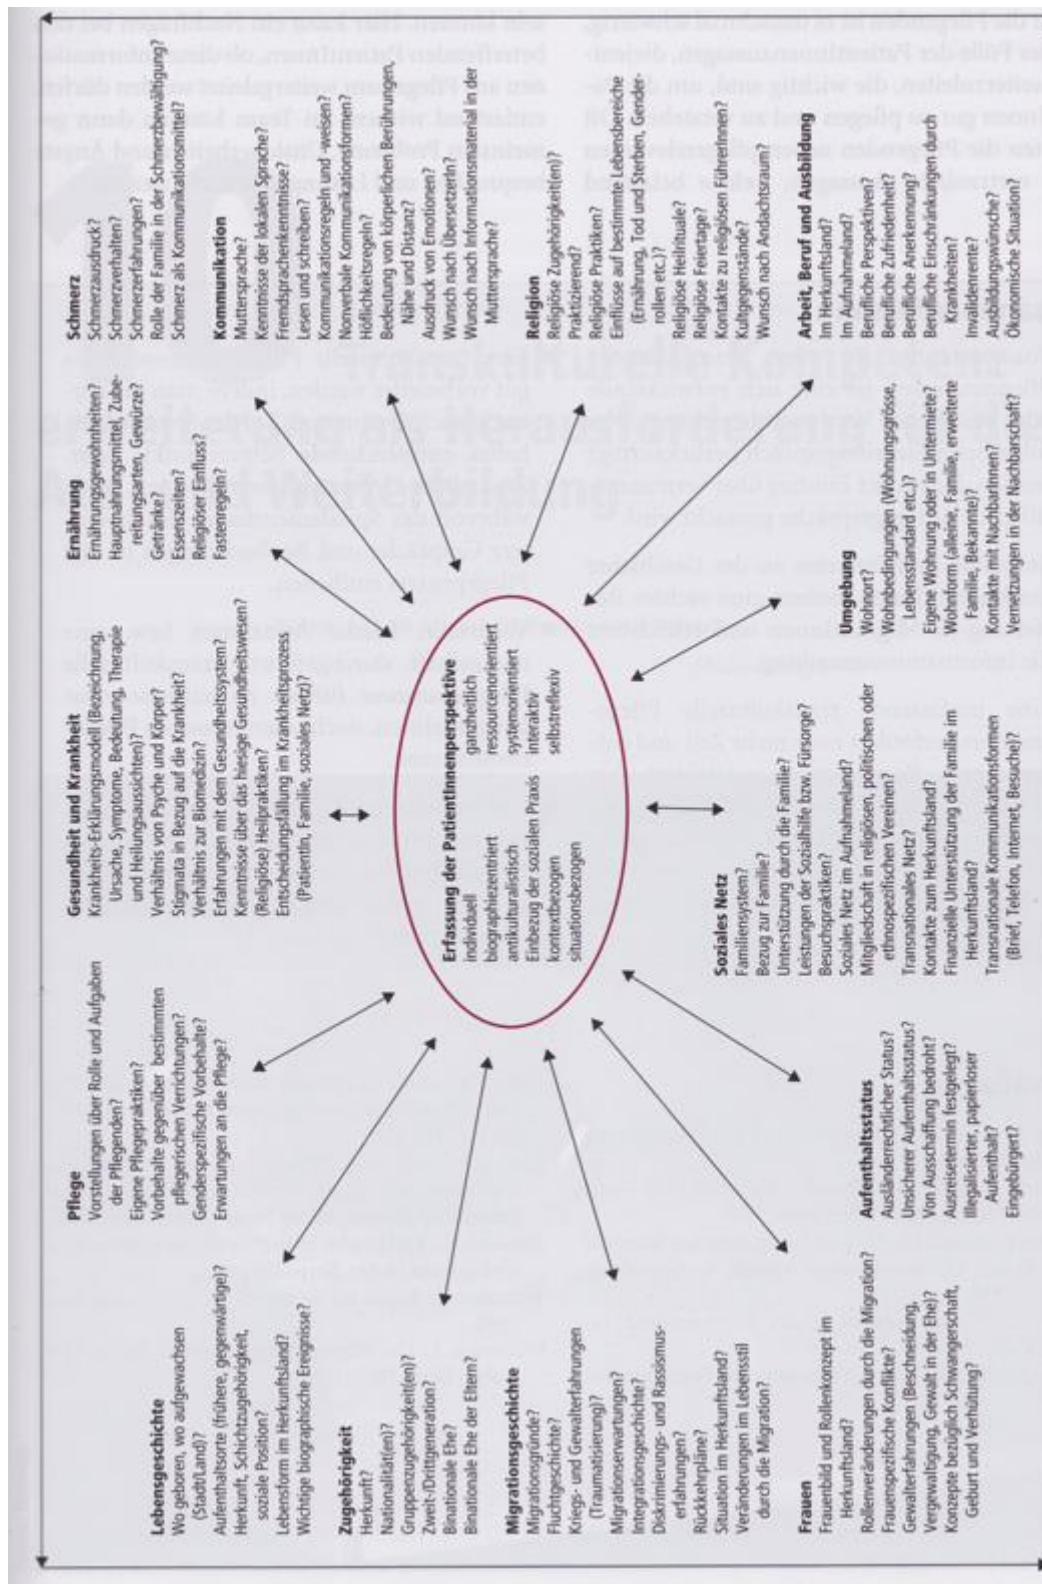 Lebensgeschichte
Wo geboren, wo aufgewachsen
(Stadt/Land)?
Aufenthaltsorte (frühere, gegenwärtige)?
Herkunft, Schichtzugehörigkeit,
soziale Position?
Lebensform im Herkunftsland?
Wichtige biographische Ereignisse?
Zugehörigkeit
Herkunft?
Nationalität(en)?
Gruppenzugehörigkeit(en)?
Zweit-/Drittgeneration?
Binationale Ehe?
Binationale Ehe der Eltern?
Migrationsgeschichte
Migrationsgründe?
Fluchtgeschichte?
Kriegs- und Gewalterfahrungen
(Traumatisierung)?
Migrationserwartungen?
Integrationsgeschichte?
Diskriminierungs- und Rassismus-
erfahrungen?
Rückkehrpläne?
Situation im Herkunftsland?
Veränderungen im Lebensstil
durch die Migration?
Frauen
Frauenbild und Rollenkonzept im
Herkunftsland?
Rollenveränderungen durch die Migration?
Frauenspezifische Konflikte?
Gewalterfahrungen (Beschneidung,
Vergewaltigung, Gewalt in der Ehe)?
Konzepte bezüglich Schwangerschaft,
Geburt und Verhütung?
Pflege
Vorstellungen über Rolle und Aufgaben
der Pflegenden?
Eigene Pflegepraktiken?
Vorbehalte gegenüber bestimmten
pflegerischen Verrichtungen?
Genderspezifische Vorbehalte?
Erwartungen an die Pflege?
Aufenthaltsstatus
Ausländerrechtlicher Status?
Unsicherer Aufenthaltsstatus?
Von Ausschaffung bedroht?
Ausreisetermin festgelegt?
Illegalisierter, papierloser
Aufenthalt?
Eingebürgert?
Gesundheit und Krankheit
Krankheits-Erklärungsmodell (Bezeichnung,
Ursache, Symptome, Bedeutung, Therapie
und Heilungsaussichten)?
Verhältnis von Psyche und Körper?
Stigmata in Bezug auf die Krankheit?
Verhältnis zur Biomedizin?
Erfahrungen mit dem Gesundheitssystem?
Kenntnisse über das hiesige Gesundheitswesen?
(Religiöse) Heilpraktiken?
Entscheidungsfällung im Krankheitsprozess
(PatientIn, Familie, soziales Netz)?
Erfassung der PatientInnenperspektive
individuell
biographiezentriert
antikulturalistisch
Einbezug der sozialen Praxis
kontextbezogen
situationsbezogen
ganzheitlich
ressourcenorientiert
systemorientiert
interaktiv
selbstreflexiv
Soziales Netz
Familiensystem?
Bezug zur Familie?
Unterstützung durch die Familie?
Leistungen der Sozialhilfe bzw. Fürsorge?
Besuchspraktiken?
Soziales Netz im Aufnahmeland?
Mitgliedschaft in religiösen, politischen oder
ethnospezifischen Vereinen?
Transnationales Netz?
Kontakte zum Herkunftsland?
Finanzielle Unterstützung der Familie im
Herkunftsland?
Transnationale Kommunikationsformen
(Brief, Telefon, Internet, Besuche)?
Ernährung
Ernährungsgewohnheiten?
Hauptnahrungsmittel, Zube-
reitungsarten, Gewürze?
Getränke?
Essenszeiten?
Religiöser Einfluss?
Fastenregeln?
Umgebung
Wohnort?
Wohnbedingungen (Wohnungsgrösse,
Lebensstandard etc.)?
Eigene Wohnung oder in Untermiete?
Wohnform (alleine, Familie, erweiterte
Familie, Bekannte)?
Kontakte mit NachbarInnen?
Vernetzungen in der Nachbarschaft?
Schmerz
Schmerzausdruck?
Schmerzverhalten?
Schmerzerfahrungen?
Rolle der Familie in der Schmerzbewältigung?
Schmerz als Kommunikationsmittel?
Kommunikation
Muttersprache?
Kenntnisse der lokalen Sprache?
Fremdsprachenkenntnisse?
Lesen und schreiben?
Kommunikationsregeln und -wesen?
Nonverbale Kommunikationsformen?
Höflichkeitsregeln?
Bedeutung von körperlichen Berührungen,
Nähe und Distanz?
Ausdruck von Emotionen?
Wunsch nach ÜbersetzerIn?
Wunsch nach Informationsmaterial in der
Muttersprache?
Religion
Religiöse Zugehörigkeit(en)?
Praktizierend?
Religiöse Praktiken?
Einflüsse auf bestimmte Lebensbereiche
(Ernährung, Tod und Sterben, Gender-
rollen etc.)?
Religiöse Heilrituale?
Religiöse Feiertage?
Kontakte zu religiösen FührerInnen?
Kultgegenstände?
Wunsch nach Andachtsraum?
Arbeit, Beruf und Ausbildung
Im Herkunftsland?
Im Aufnahmeland?
Berufliche Perspektiven?
Berufliche Zufriedenheit?
Berufliche Anerkennung?
Berufliche Einschränkungen durch
Krankheiten?
Invalidenrente?
Ausbildungswünsche?
Ökonomische Situation?